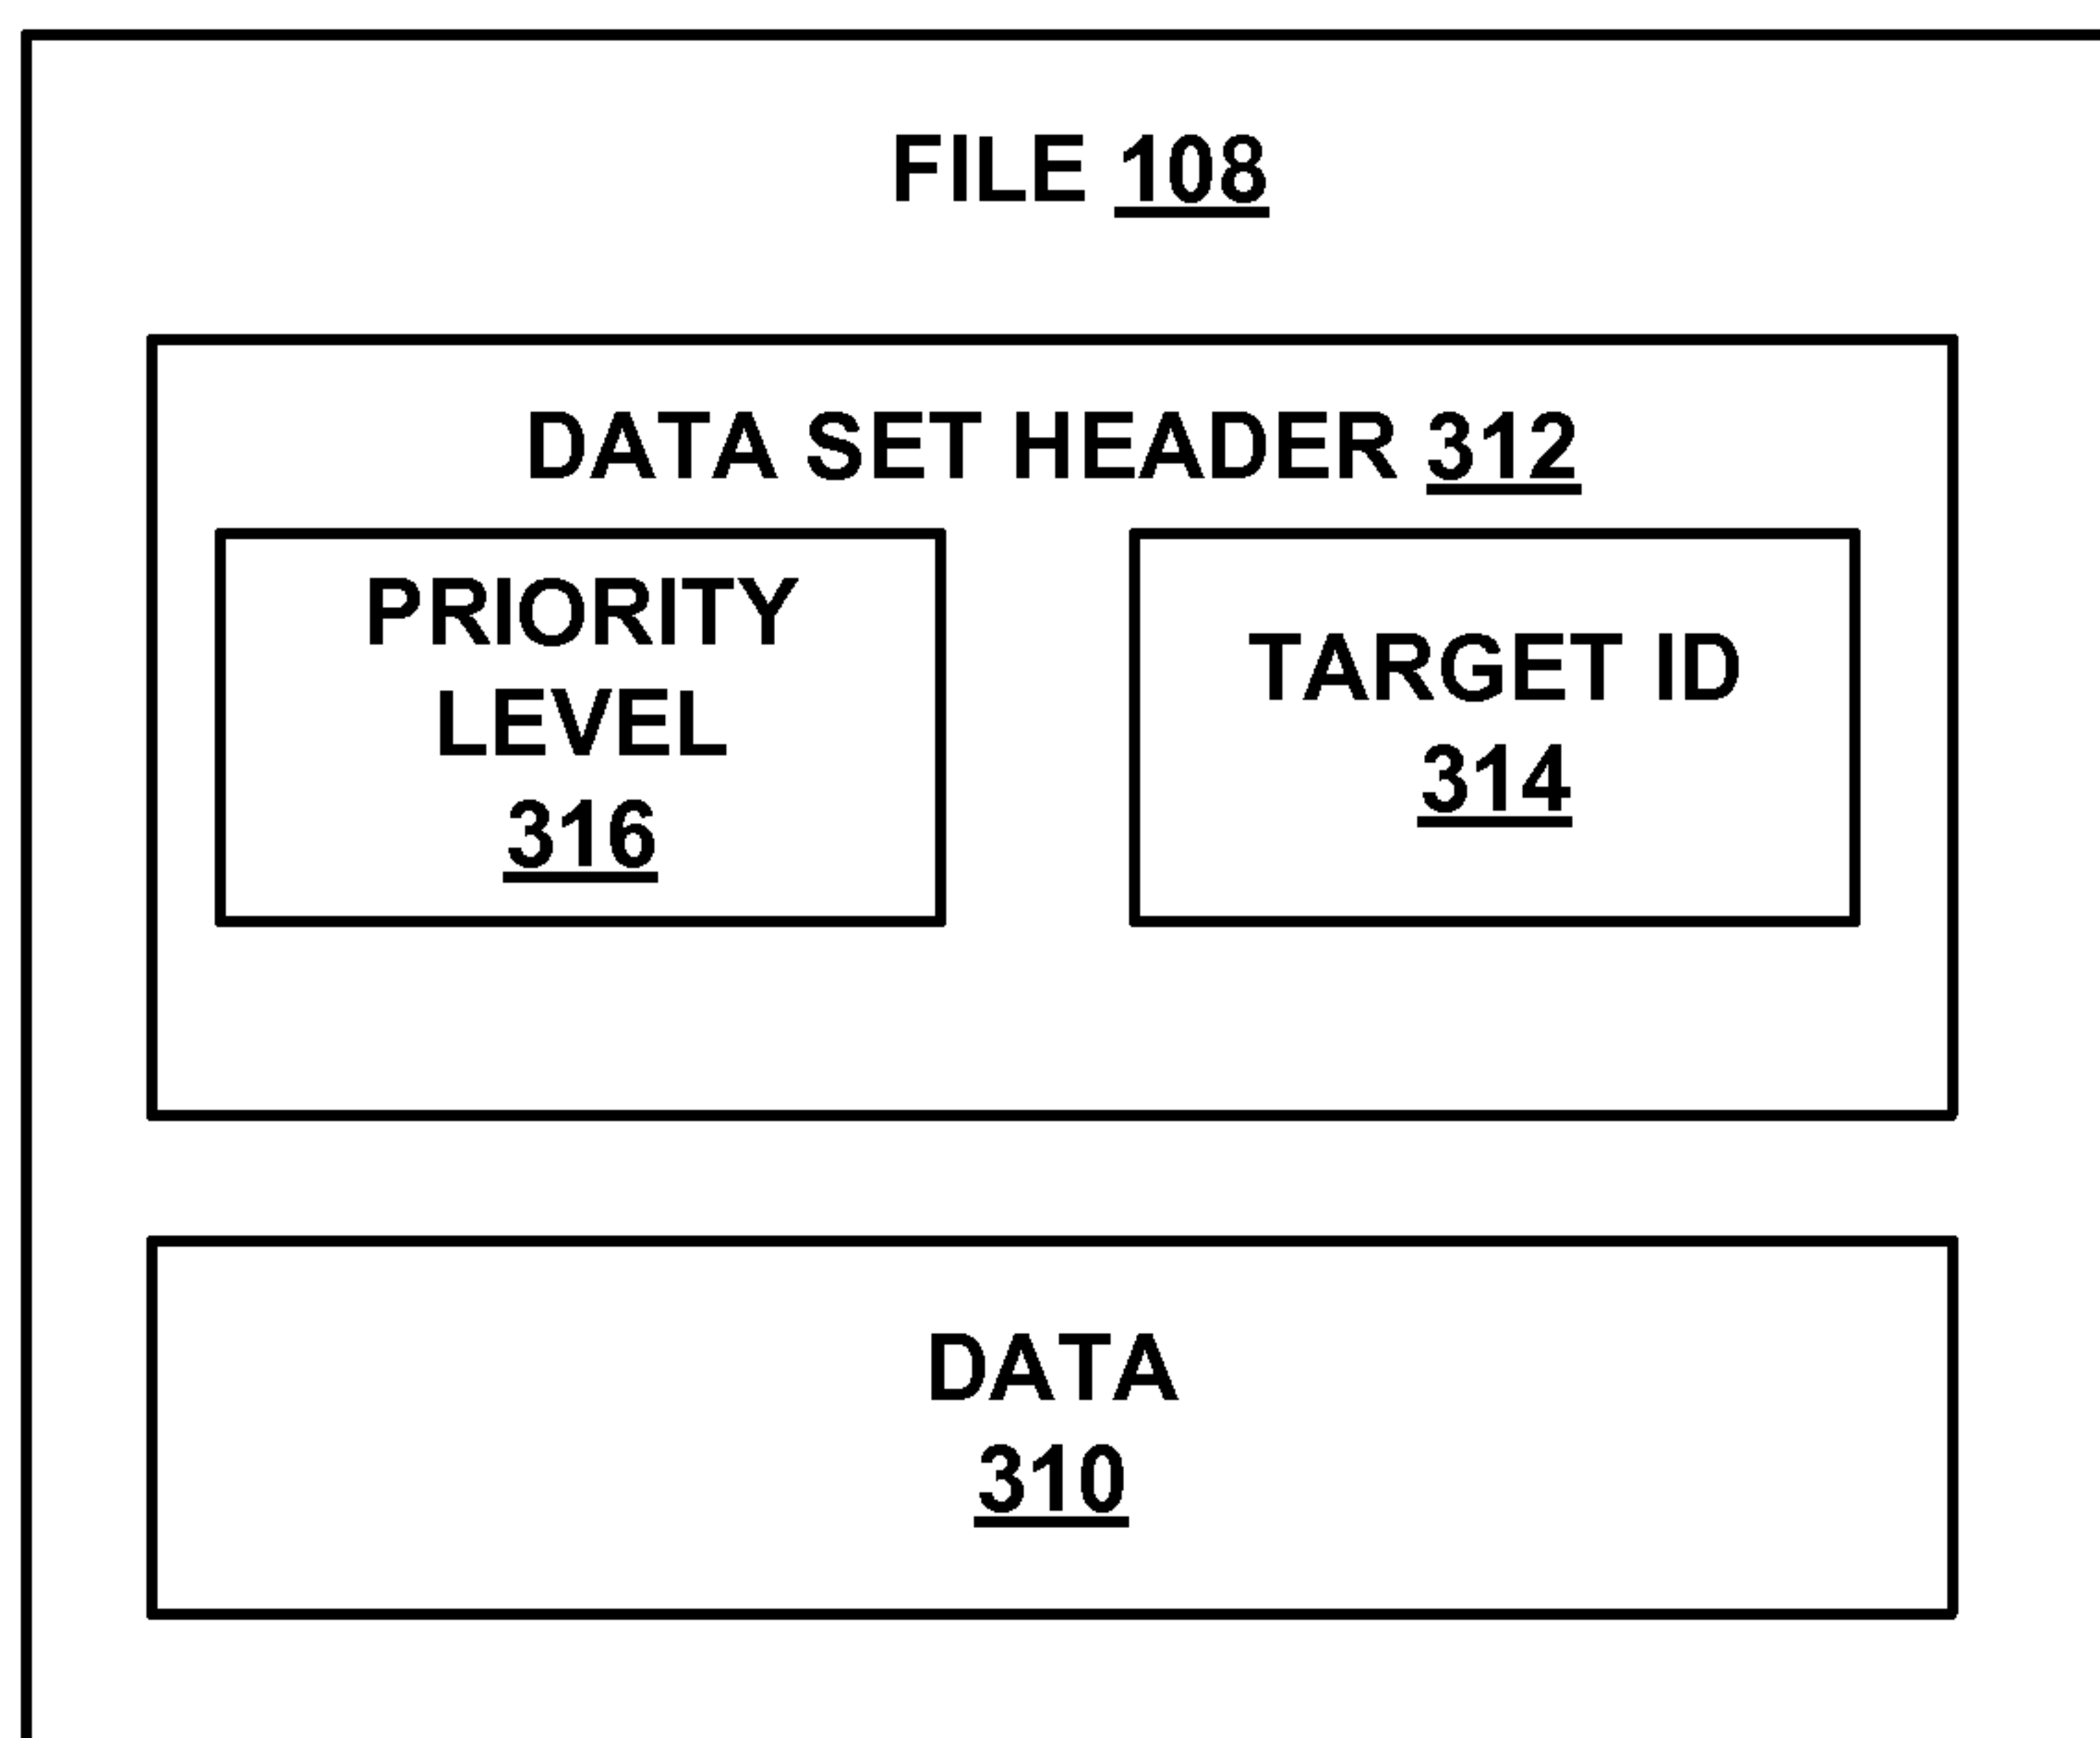 FILE 108
DATA SET HEADER 312
PRIORITY
LEVEL
316
TARGET ID
314
DATA
310